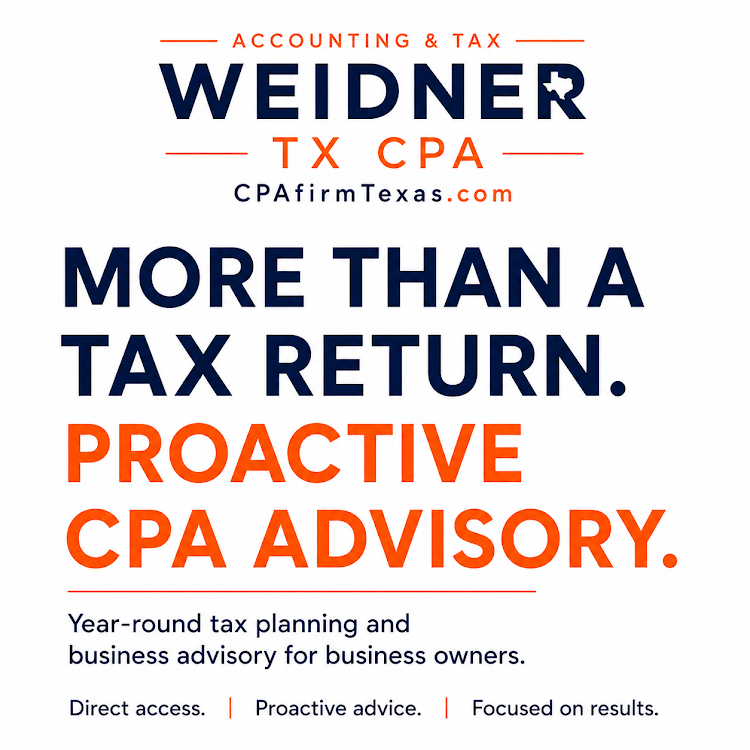 ACCOUNTING & TAX
WEIDNER
TX CPA
CPAfirmTexas.com
MORE THAN A
TAX RETURN.
PROACTIVE
CPA ADVISORY.
Year-round tax planning and
business advisory for business owners.
Direct access. | Proactive advice. | Focused on results.